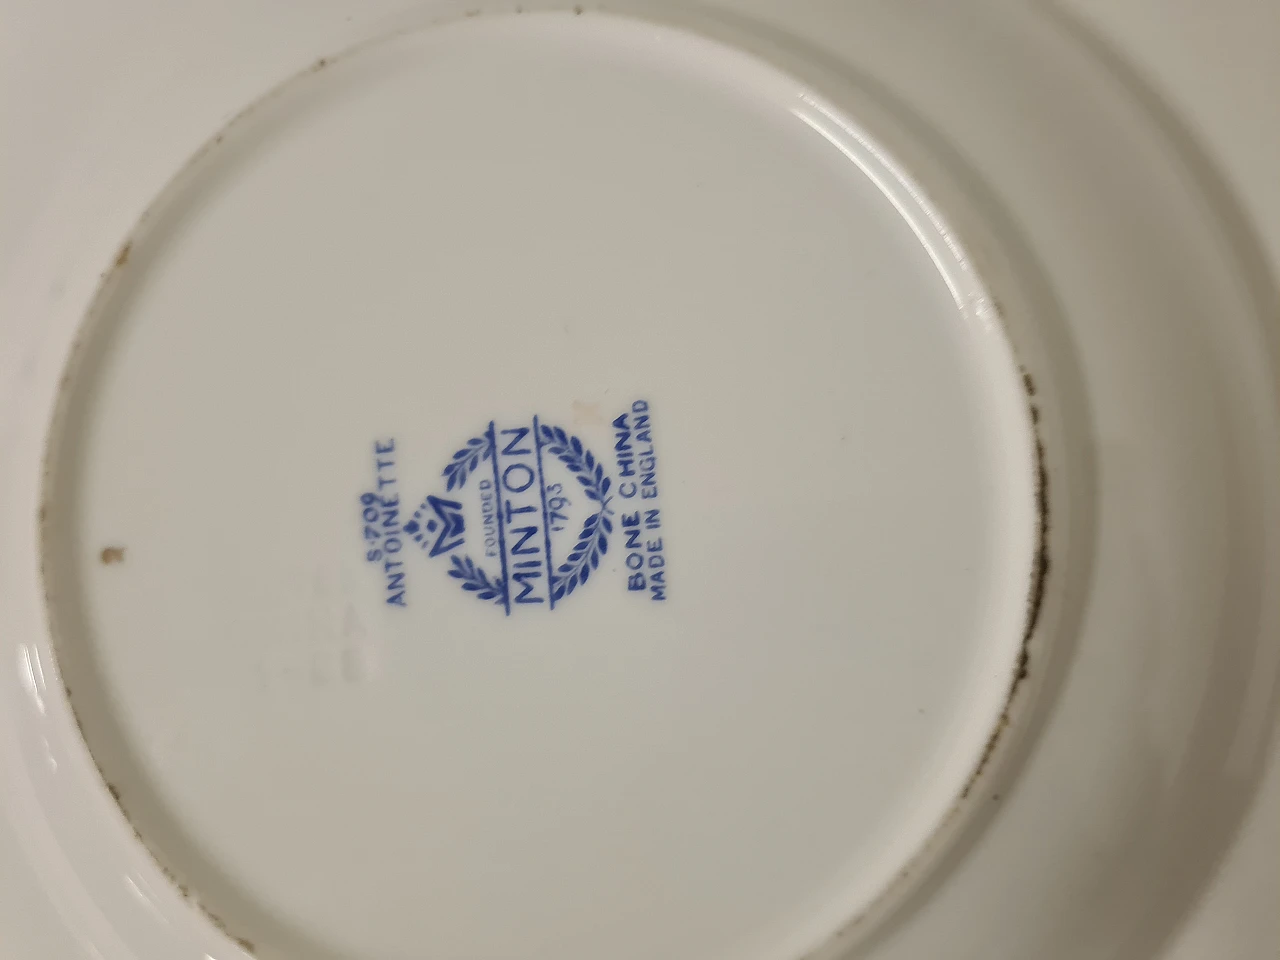 S·709
ANTOINETTE
M
FOUNDED
MINTON
1793
BONE CHINA
MADE IN ENGLAND